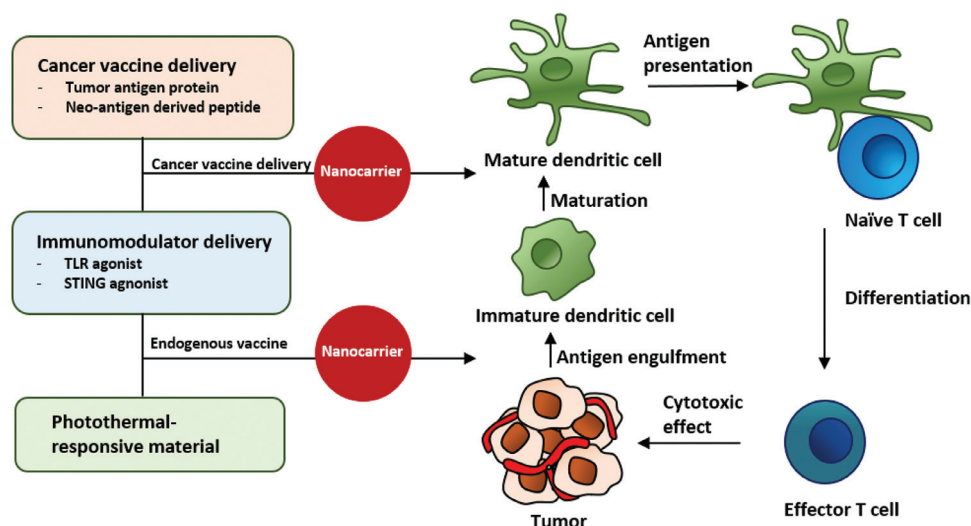 Cancer vaccine delivery
- Tumor antigen protein
- Neo-antigen derived peptide
Cancer vaccine delivery
Nanocarrier
Immunomodulator delivery
- TLR agonist
- STING agnonist
Endogenous vaccine
Nanocarrier
Photothermal-
responsive material
Mature dendritic cell
Maturation
Immature dendritic cell
Antigen engulfment
Tumor
Antigen
presentation
Naïve T cell
Differentiation
Effector T cell
Cytotoxic
effect